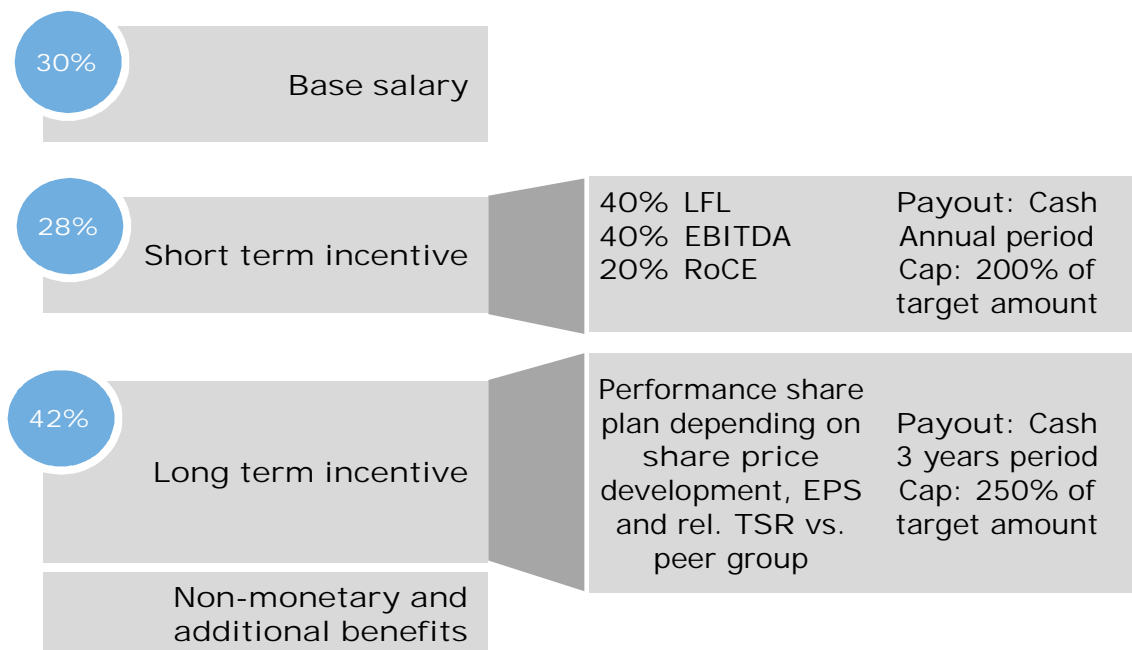 30%
Base salary
28%
Short term incentive
40% LFL
40% EBITDA
20% RoCE
Payout: Cash
Annual period
Cap: 200% of
target amount
42%
Long term incentive
Performance share
plan depending on
share price
development, EPS
and rel. TSR vs.
peer group
Payout: Cash
3 years period
Cap: 250% of
target amount
Non-monetary and
additional benefits